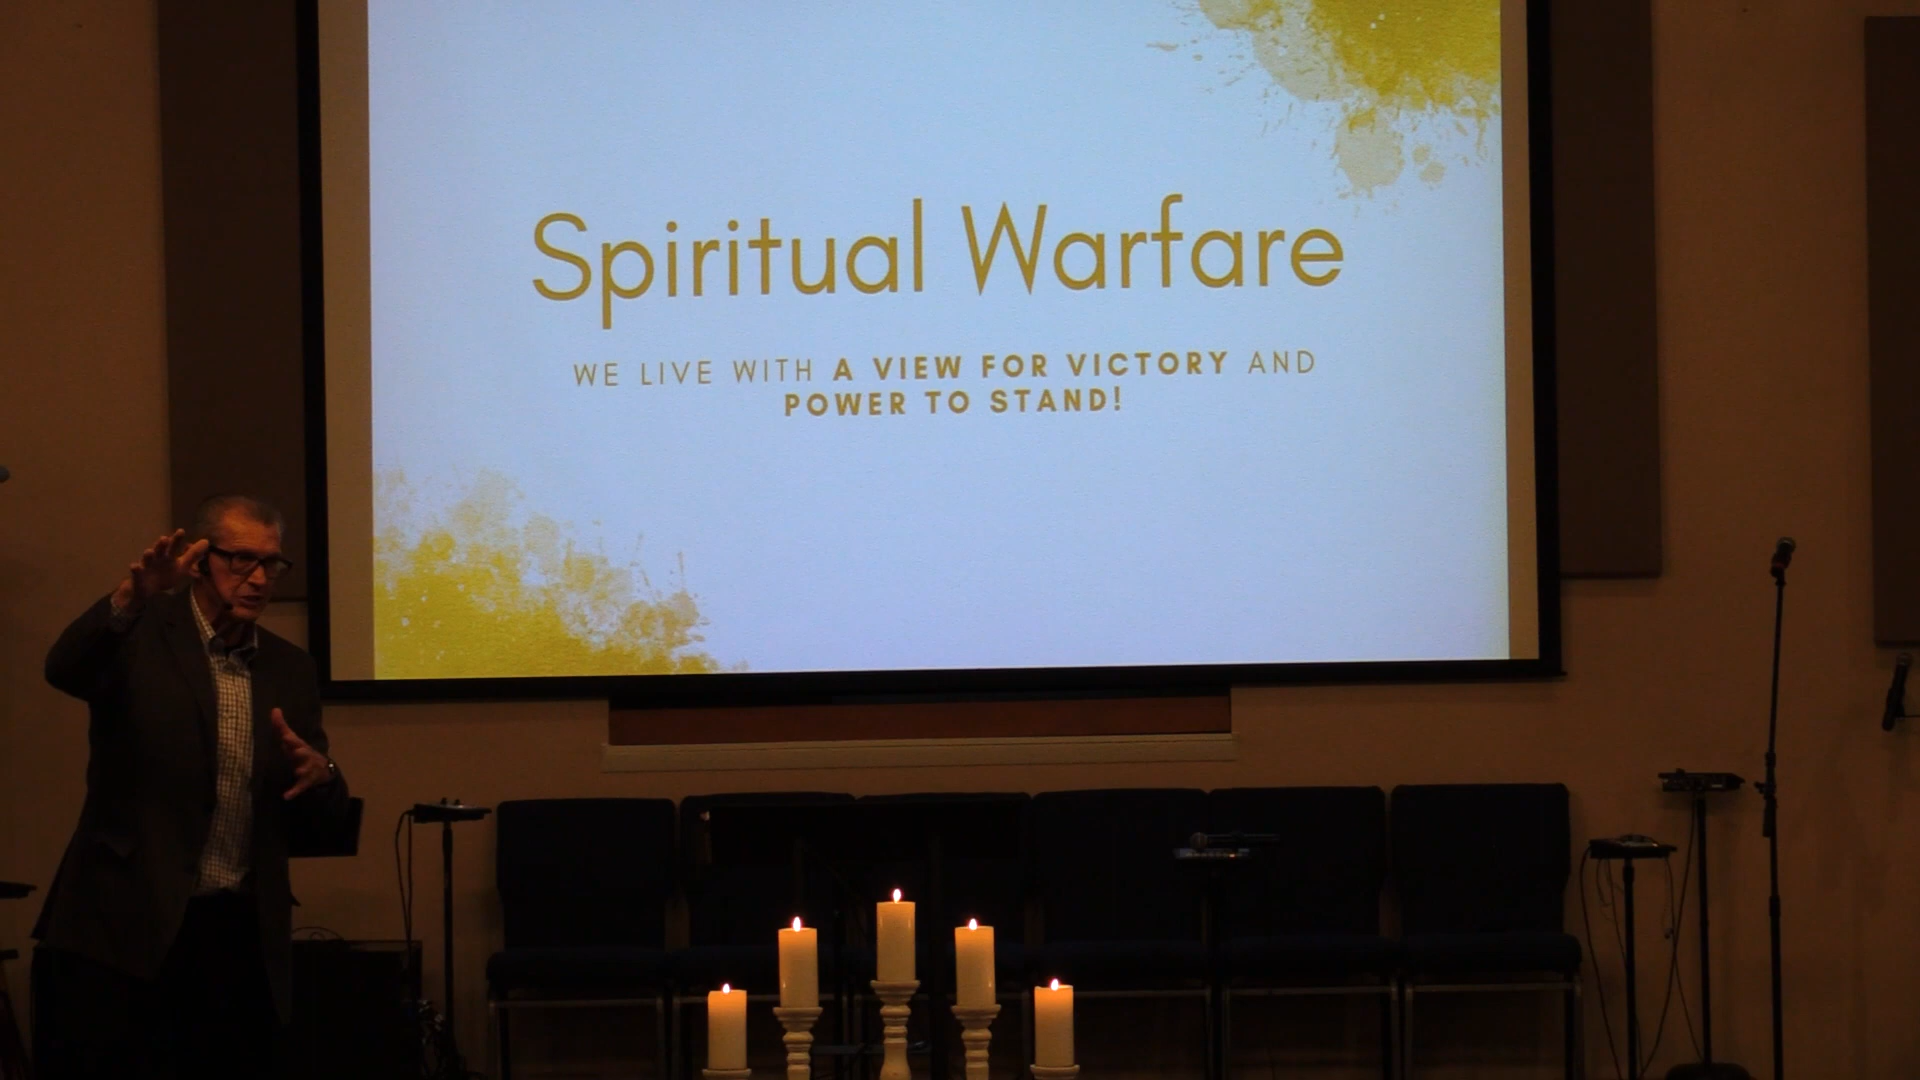 Spiritual Warfare
WE LIVE WITH A VIEW FOR VICTORY AND
POWER TO STAND!